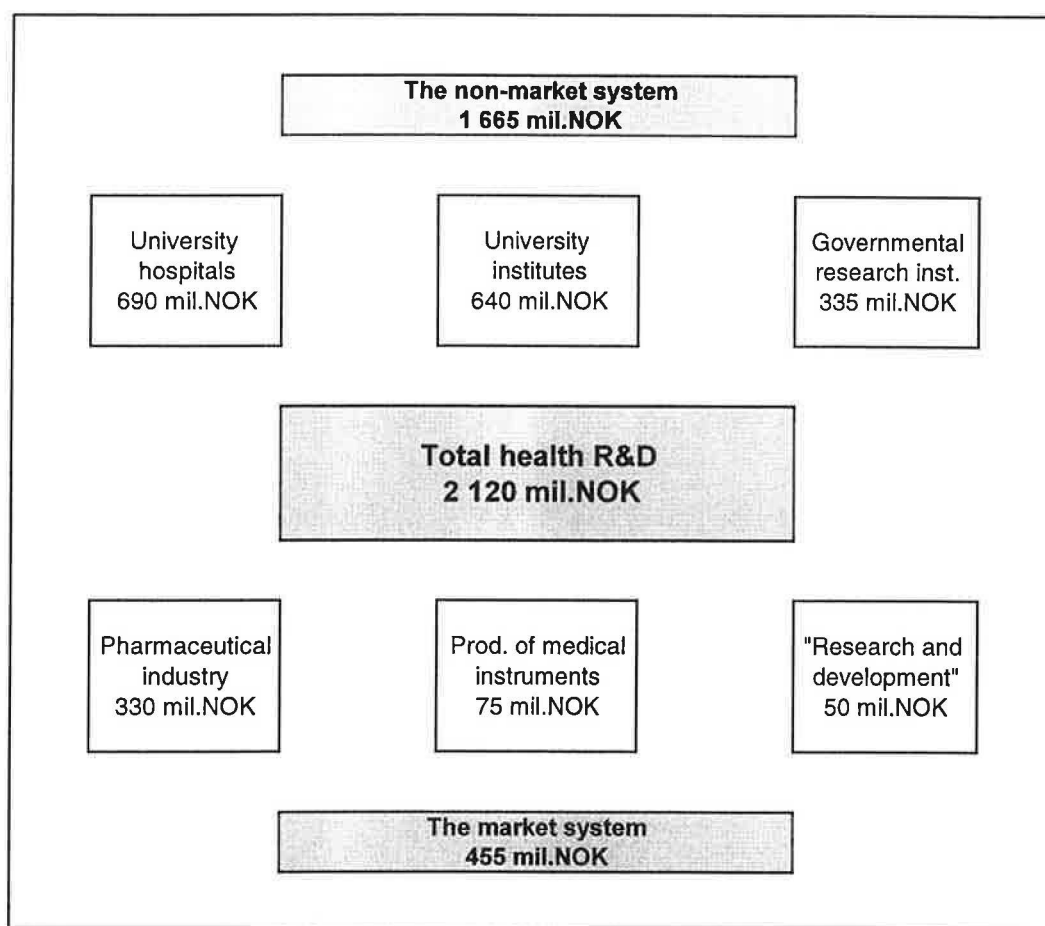 The non-market system
1 665 mil.NOK
University
hospitals
690 mil.NOK
University
institutes
640 mil.NOK
Governmental
research inst.
335 mil.NOK
Total health R&D
2 120 mil.NOK
Pharmaceutical
industry
330 mil.NOK
Prod. of medical
instruments
75 mil.NOK
"Research and
development"
50 mil.NOK
The market system
455 mil.NOK